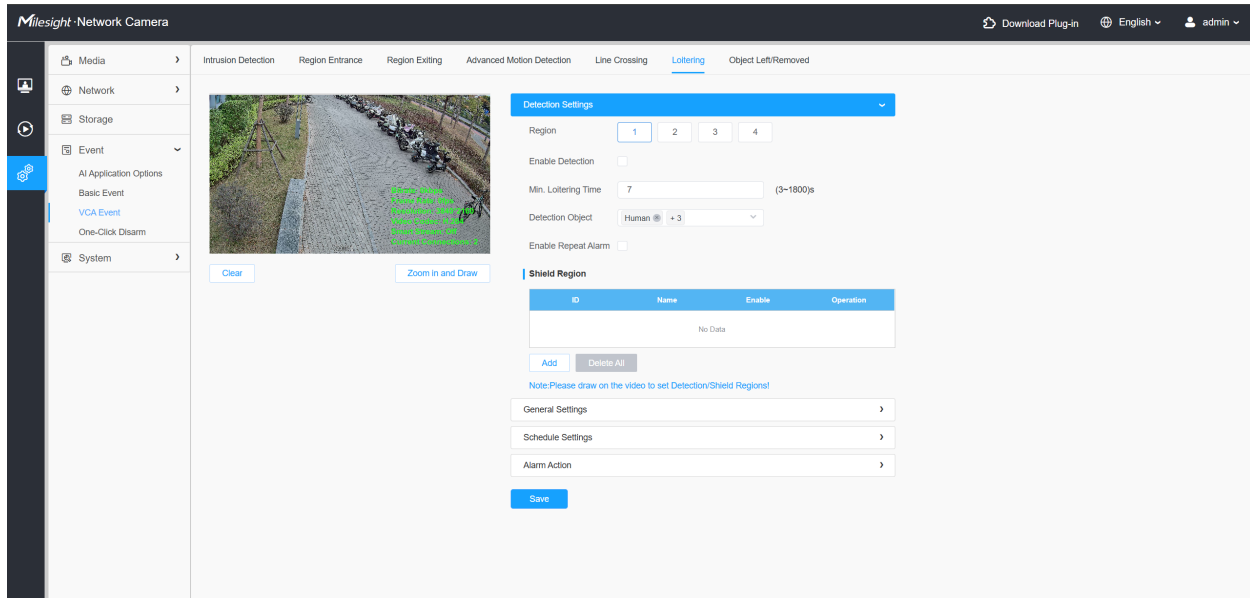 Milesight·Network Camera
Download Plug-in
English
admin
Media
Network
Storage
Event
AI Application Options
Basic Event
VCA Event
One-Click Disarm
System
Intrusion Detection
Region Entrance
Region Exiting
Advanced Motion Detection
Line Crossing
Loitering
Object Left/Removed
Clear
Zoom in and Draw
Detection Settings
Region 1 2 3 4
Enable Detection
Min. Loitering Time 7 (3~1800)s
Detection Object Human + 3
Enable Repeat Alarm
Shield Region
ID Name Enable Operation
No Data
Add Delete All
Note:Please draw on the video to set Detection/Shield Regions!
General Settings
Schedule Settings
Alarm Action
Save